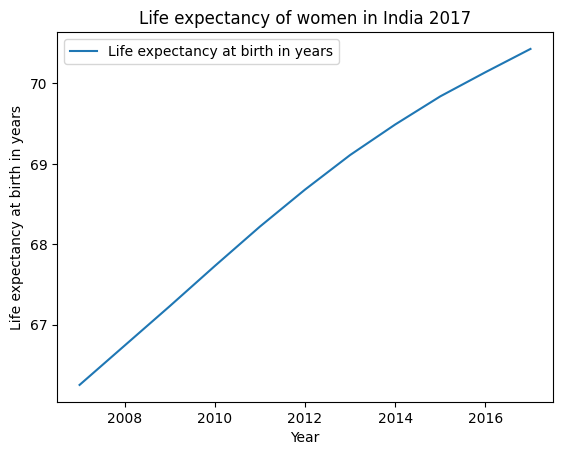 Life expectancy of women in India 2017
Life expectancy at birth in years
Life expectancy at birth in years
70
69
68
67
2008 2010 2012 2014 2016
Year